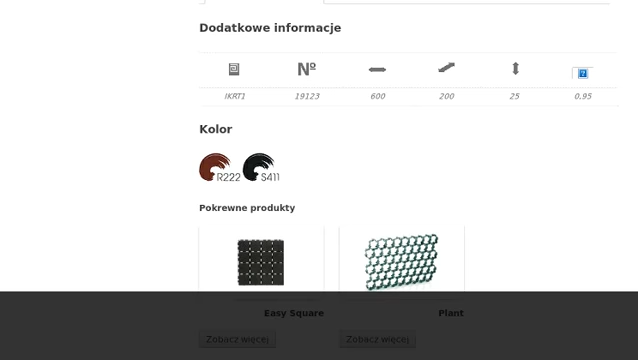 Dodatkowe informacje
Nº
IKRT1 19123 600 200 25 0.95
Kolor
R222 S411
Pokrewne produkty
Easy Square Plant
Zobacz więcej Zobacz więcej